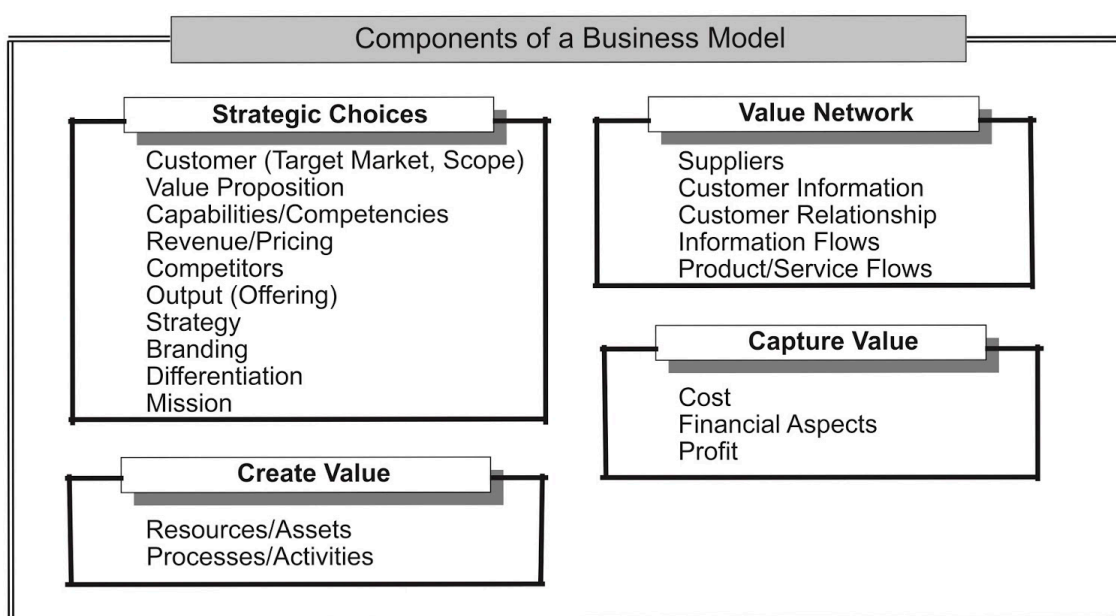 Components of a Business Model
Strategic Choices
Customer (Target Market, Scope)
Value Proposition
Capabilities/Competencies
Revenue/Pricing
Competitors
Output (Offering)
Strategy
Branding
Differentiation
Mission
Create Value
Resources/Assets
Processes/Activities
Value Network
Suppliers
Customer Information
Customer Relationship
Information Flows
Product/Service Flows
Capture Value
Cost
Financial Aspects
Profit